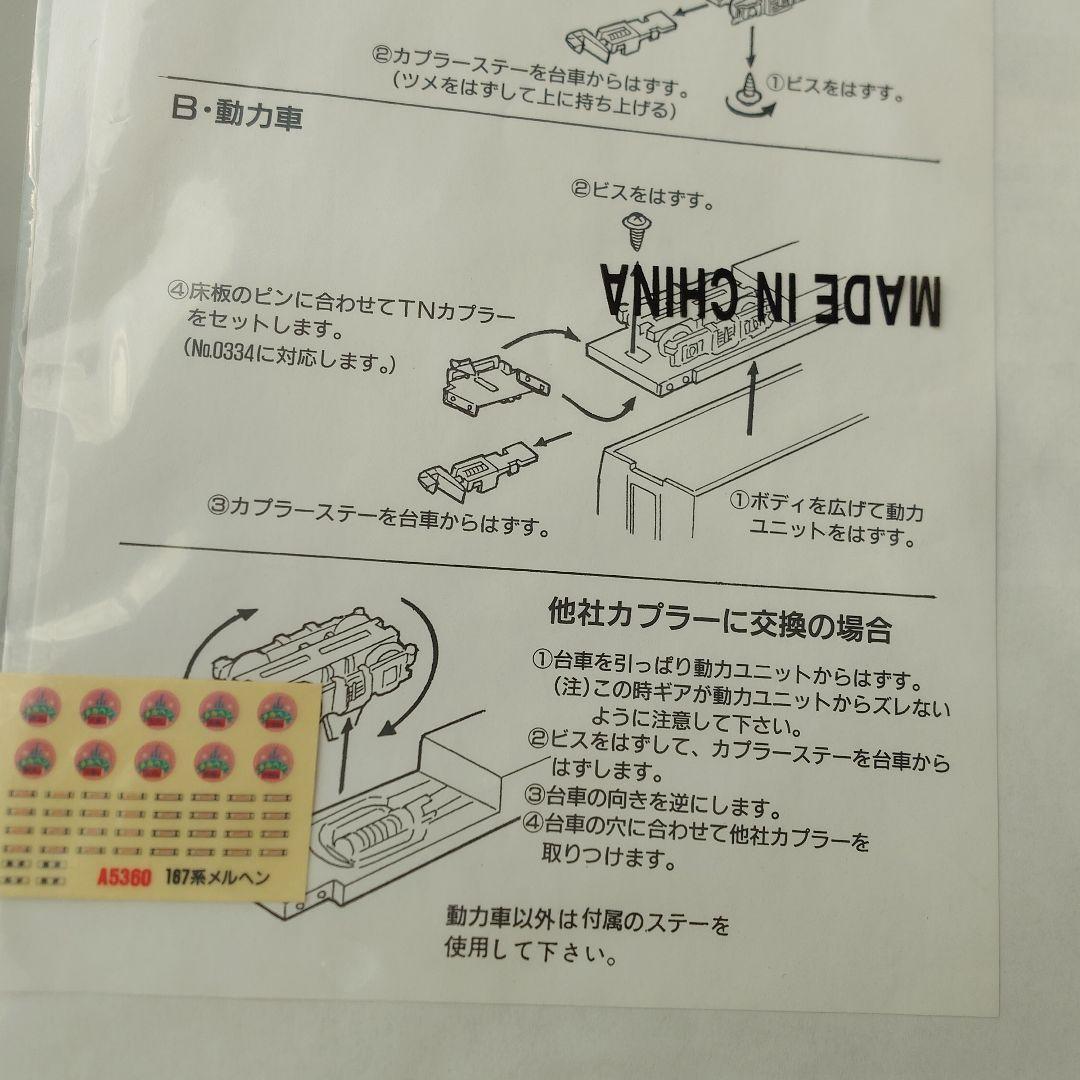 ②カプラーステーを台車からはずす。
(ツメをはずして上に持ち上げる)
①ビスをはずす。
B・動力車
②ビスをはずす。
MADE IN CHINA
④床板のピンに合わせてTNカプラー
をセットします。
(№0334に対応します。)
③カプラーステーを台車からはずす。
①ボディを広げて動力
ユニットをはずす。
他社カプラーに交換の場合
①台車を引っぱり動力ユニットからはずす。
(注)この時ギアが動力ユニットからズレない
ように注意して下さい。
②ビスをはずして、カプラーステーを台車から
はずします。
③台車の向きを逆にします。
④台車の穴に合わせて他社カプラーを
取りつけます。
動力車以外は付属のステーを
使用して下さい。
A5360 167系メルヘン